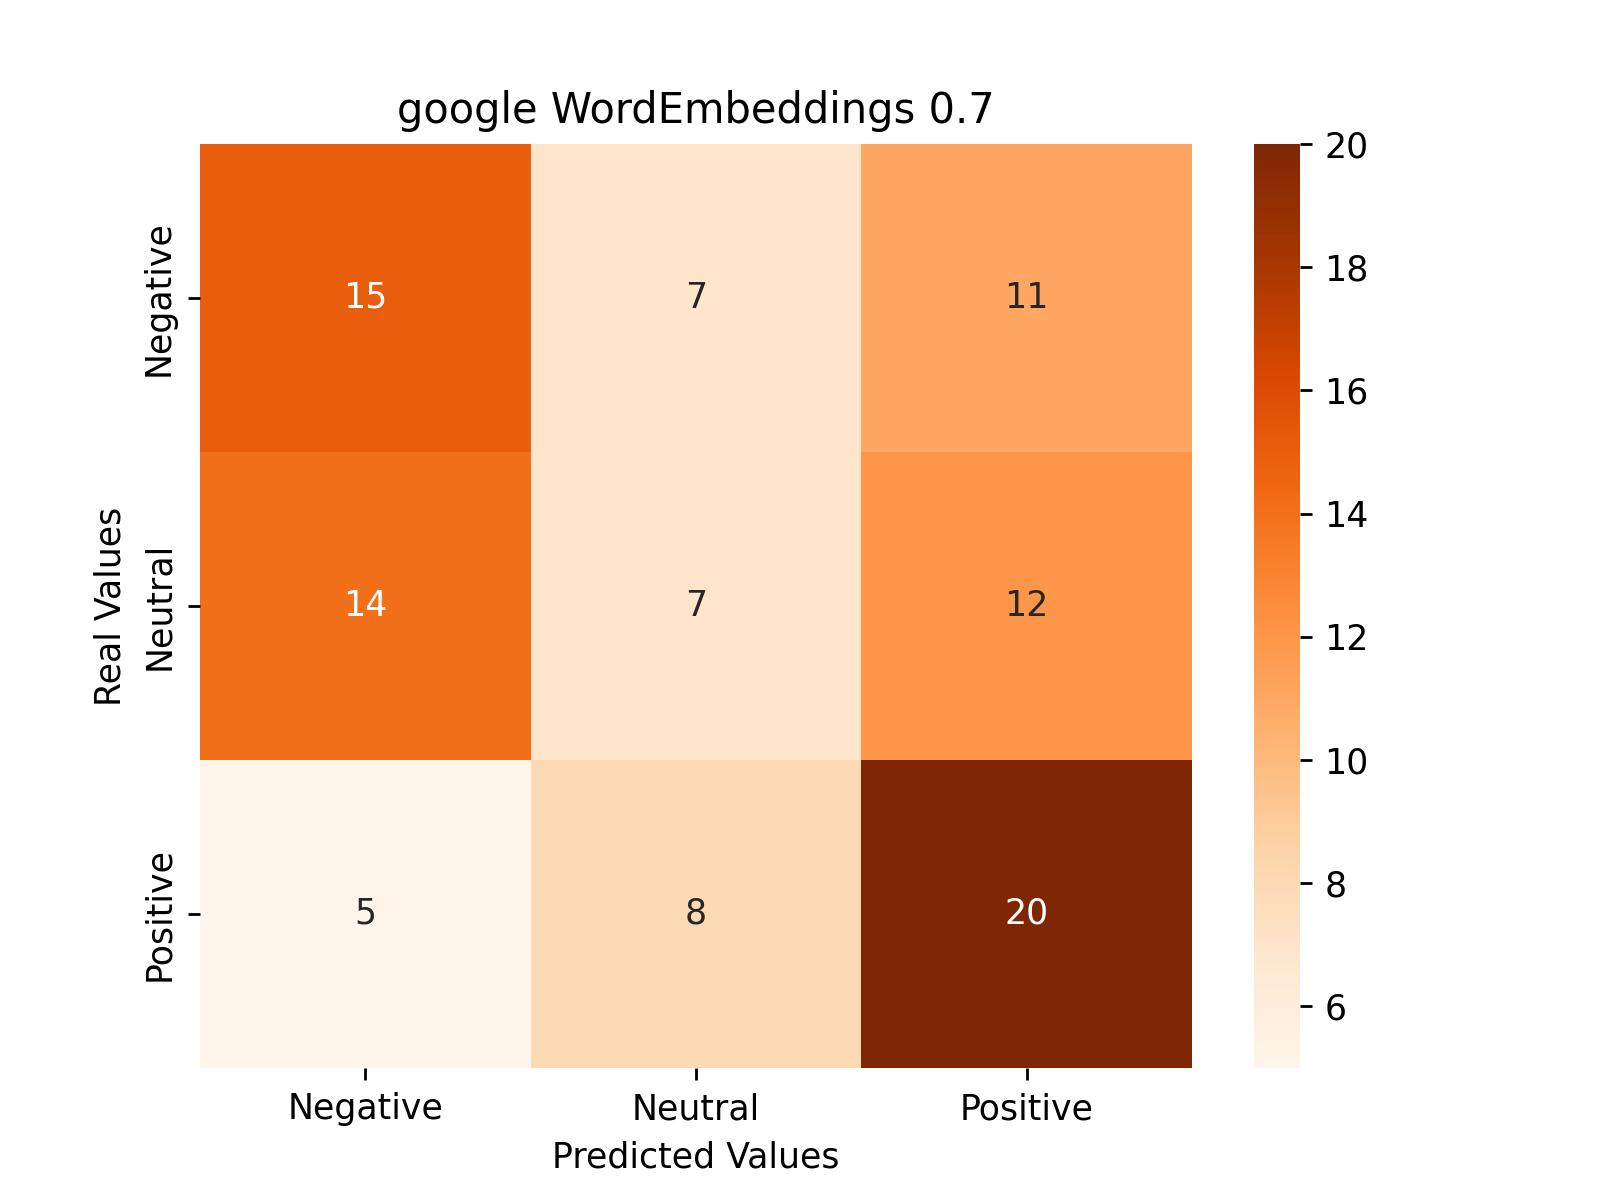 google WordEmbeddings 0.7
Real Values
Negative
15 7 11
Neutral
14 7 12
Positive
5 8 20
Negative Neutral Positive
Predicted Values
20
18
16
14
12
10
8
6